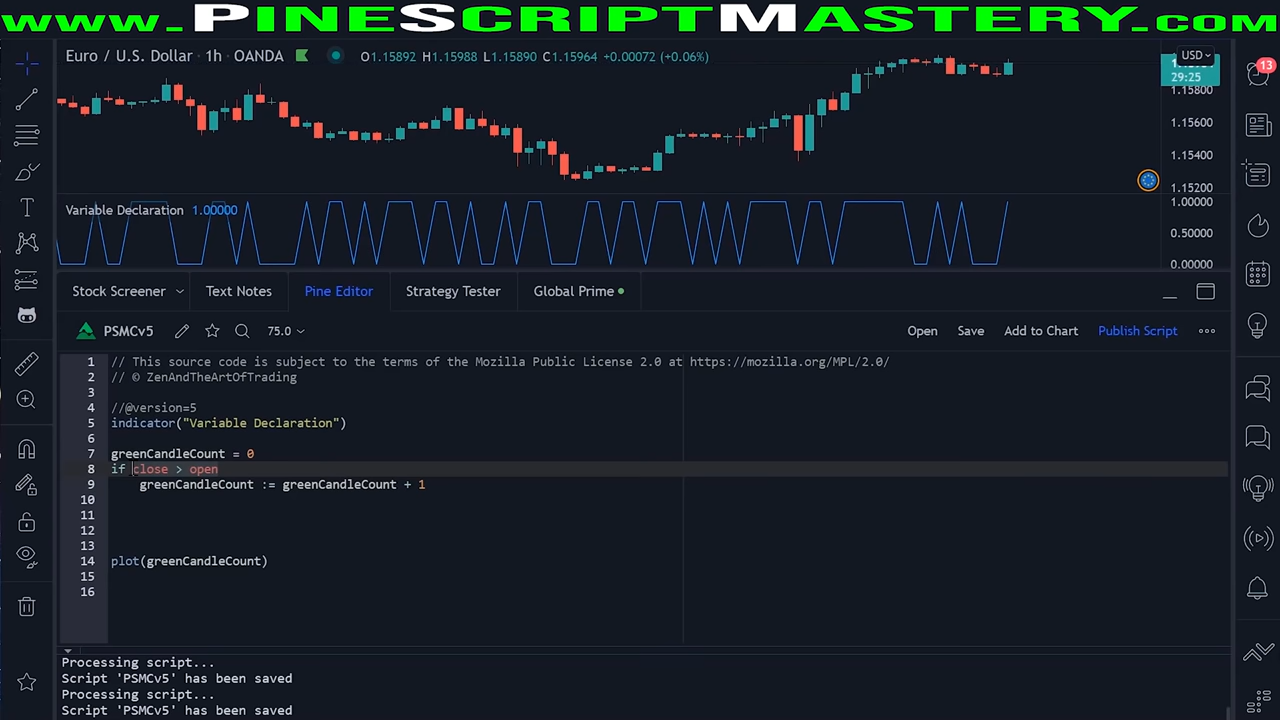 www.PineScriptMastery.com
Euro / U.S. Dollar · 1h · OANDA O1.15892 H1.15988 L1.15890 C1.15964 +0.00072 (+0.06%)
USD
13
29:25
1.15800
1.15600
1.15400
1.15200
Variable Declaration 1.00000
1.00000
0.50000
0.00000
Stock Screener Text Notes Pine Editor Strategy Tester Global Prime
PSMCv5 75.0 Open Save Add to Chart Publish Script
1 // This source code is subject to the terms of the Mozilla Public License 2.0 at https://mozilla.org/MPL/2.0/
2 // © ZenAndTheArtOfTrading
3
4 //@version=5
5 indicator("Variable Declaration")
6
7 greenCandleCount = 0
8 if close > open
9 greenCandleCount := greenCandleCount + 1
10
11
12
13
14 plot(greenCandleCount)
15
16
Processing script...
Script 'PSMCv5' has been saved
Processing script...
Script 'PSMCv5' has been saved